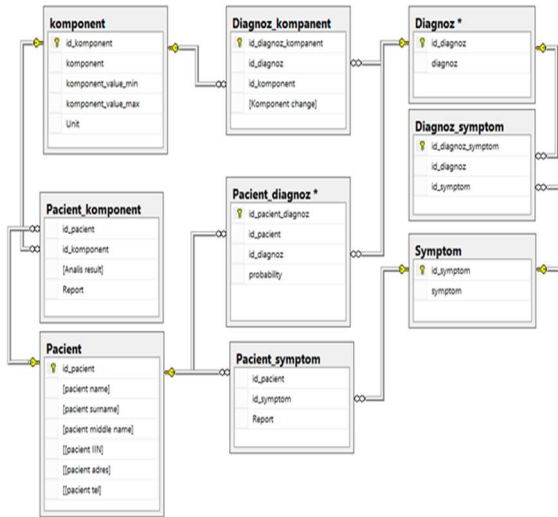 komponent
id_komponent
komponent
komponent_value_min
komponent_value_max
Unit
Diagnoz_kompanent
id_diagnoz_kompanent
id_diagnoz
id_komponent
[Komponent change]
Diagnoz *
id_diagnoz
diagnoz
Diagnoz_symptom
id_diagnoz_symptom
id_diagnoz
id_symptom
Pacient_komponent
id_pacient
id_komponent
[Analis result]
Report
Pacient_diagnoz *
id_pacient_diagnoz
id_pacient
id_diagnoz
probability
Symptom
id_symptom
symptom
Pacient
id_pacient
[pacient name]
[pacient surname]
[pacient middle name]
[[pacient IIN]
[[pacient adres]
[[pacient tel]
Pacient_symptom
id_pacient
id_symptom
Report